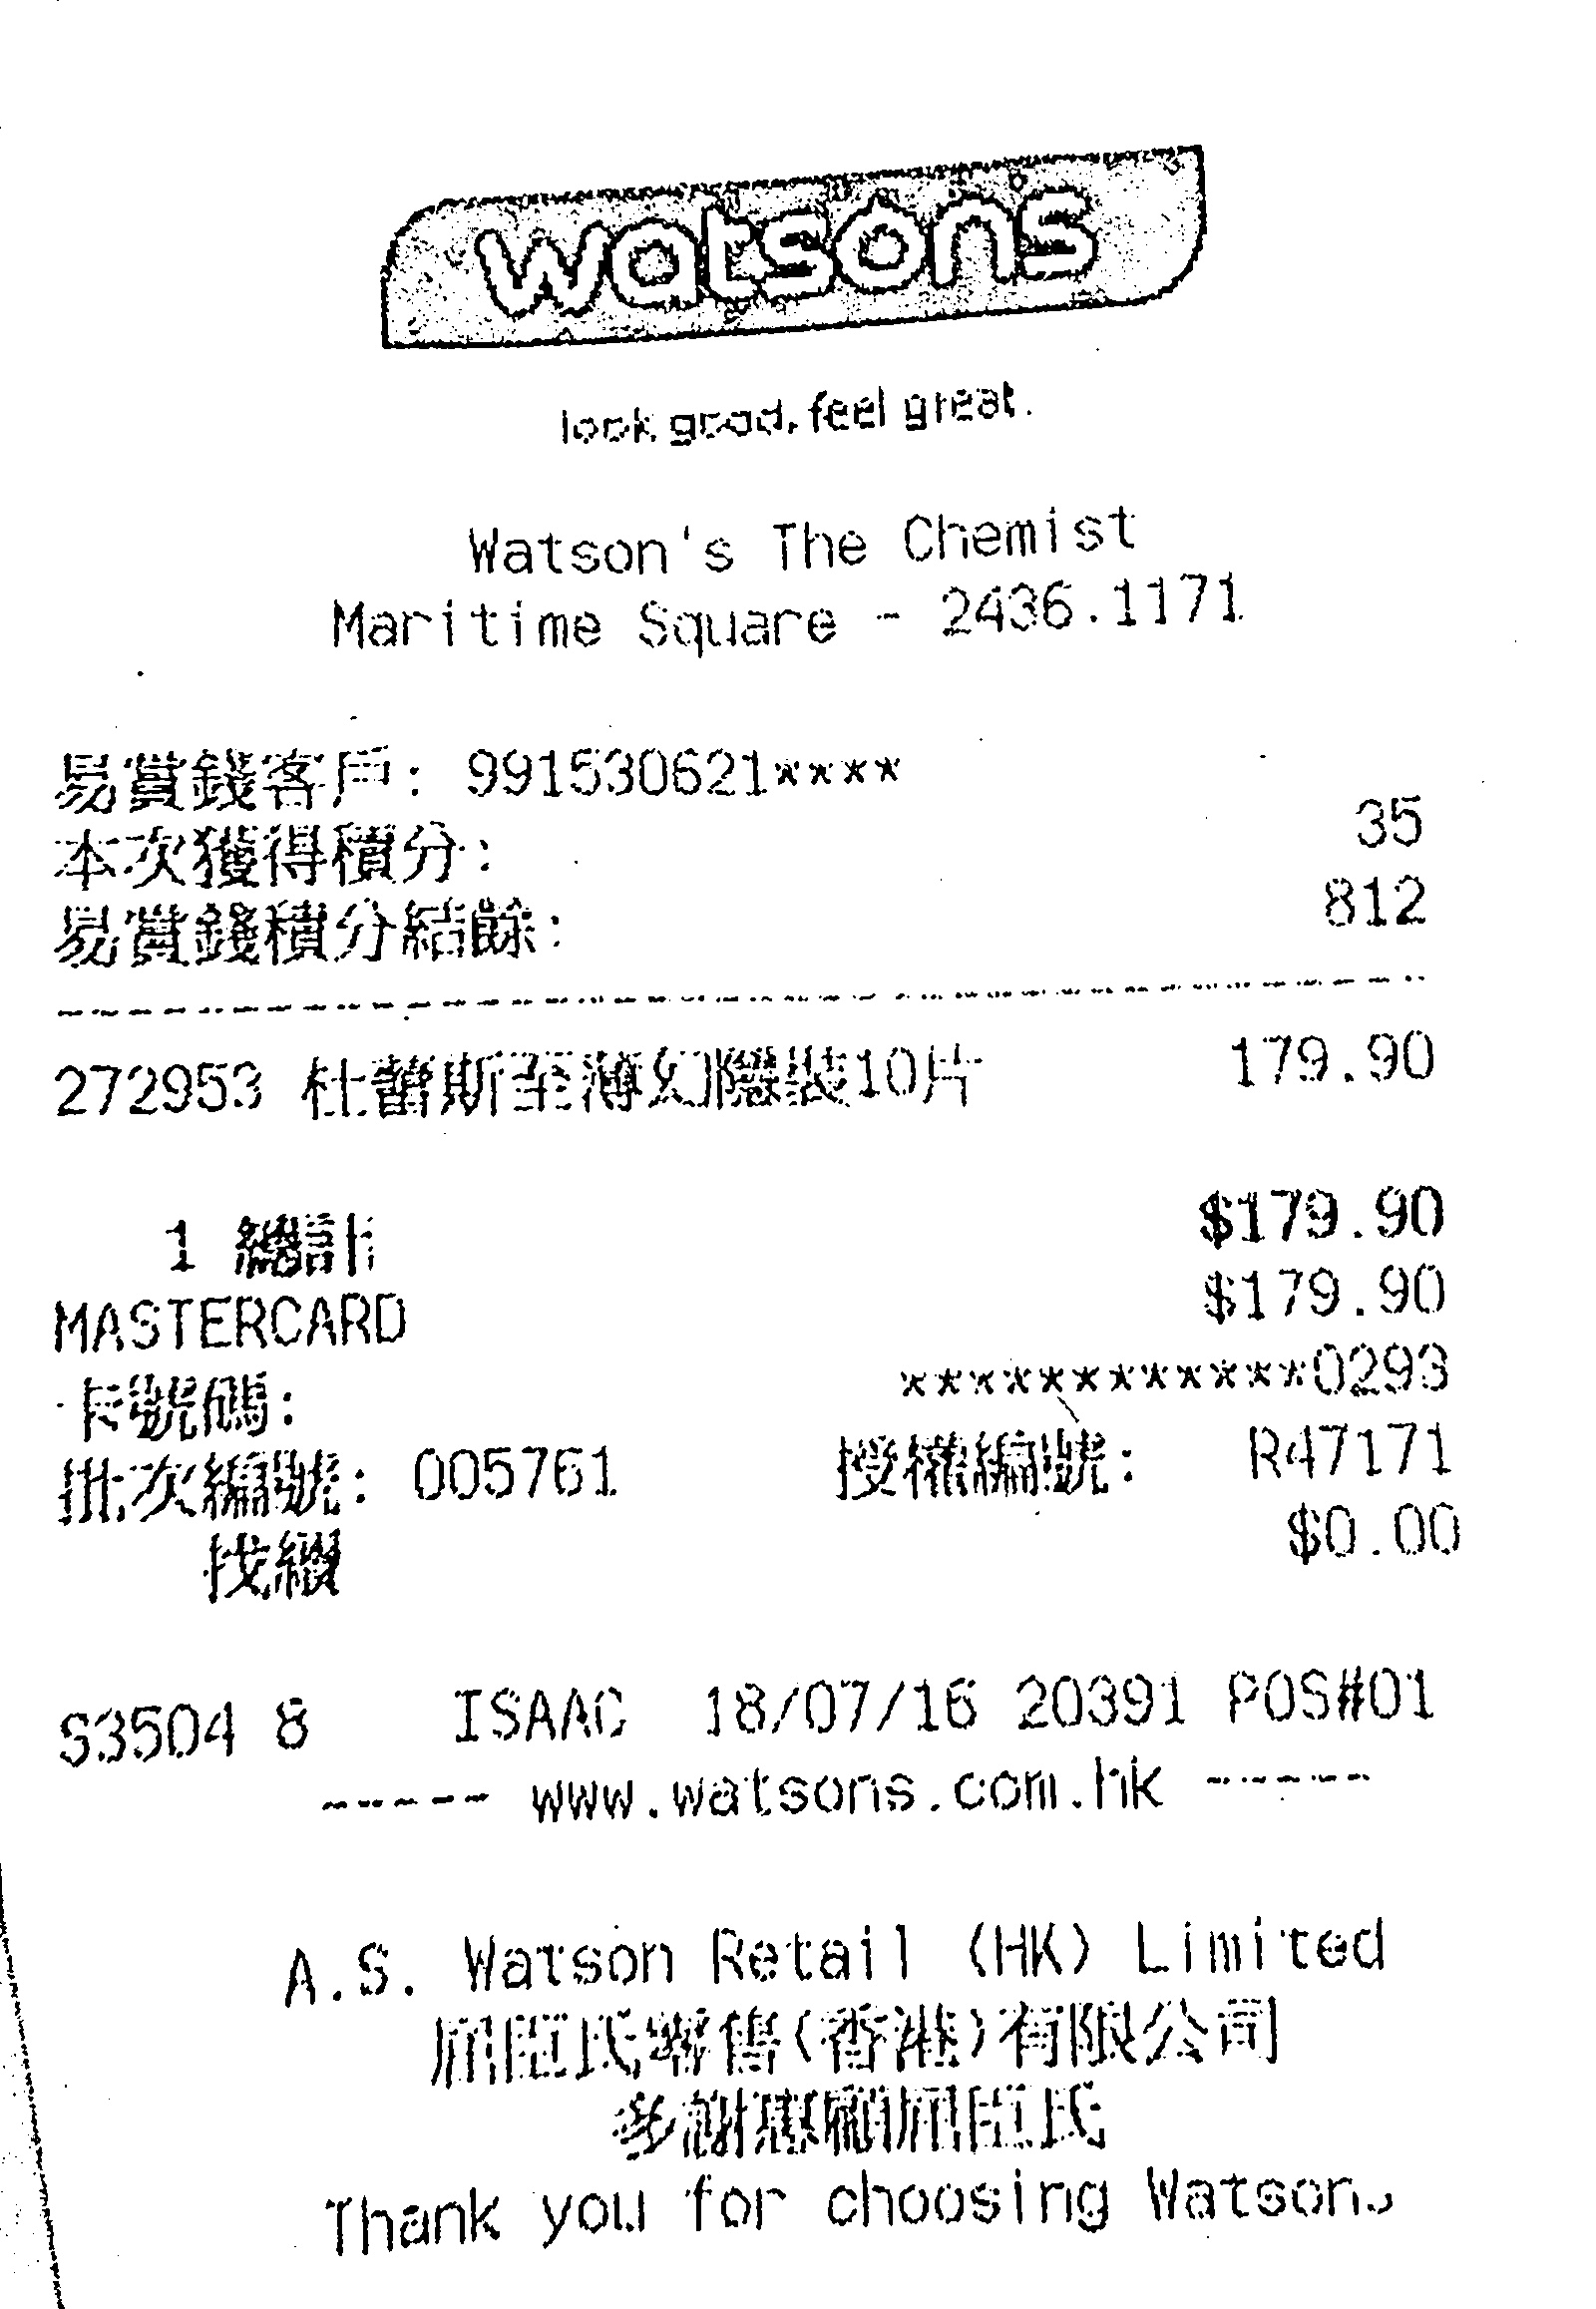 watsons
look good, feel great.
Watson's The Chemist
Maritime Square - 2436.1171
易賞錢客戶: 991530621****
本次獲得積分: 35
易賞錢積分結餘: 812
272953 杜蕾斯至薄幻隱裝10片 179.90
1 總計 $179.90
MASTERCARD $179.90
卡號碼: ************0293
批次編號: 005761 授權編號: R47171
找續 $0.00
S3504 8 ISAAC 18/07/16 20391 POS#01
----- www.watsons.com.hk -----
A.S. Watson Retail (HK) Limited
屈臣氏零售(香港)有限公司
多謝惠顧屈臣氏
Thank you for choosing Watsons